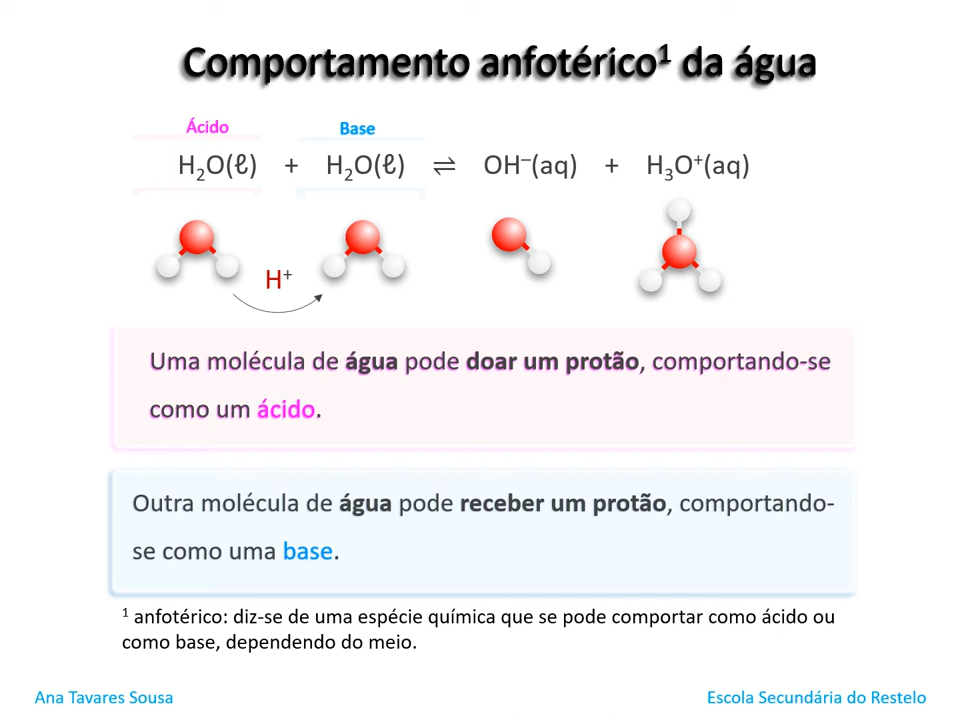 Comportamento anfotérico¹ da água
Ácido Base
H₂O(ℓ) + H₂O(ℓ) ⇌ OH⁻(aq) + H₃O⁺(aq)
H⁺
Uma molécula de água pode doar um protão, comportando-se
como um ácido.
Outra molécula de água pode receber um protão, comportando-
se como uma base.
¹ anfotérico: diz-se de uma espécie química que se pode comportar como ácido ou
como base, dependendo do meio.
Ana Tavares Sousa Escola Secundária do Restelo